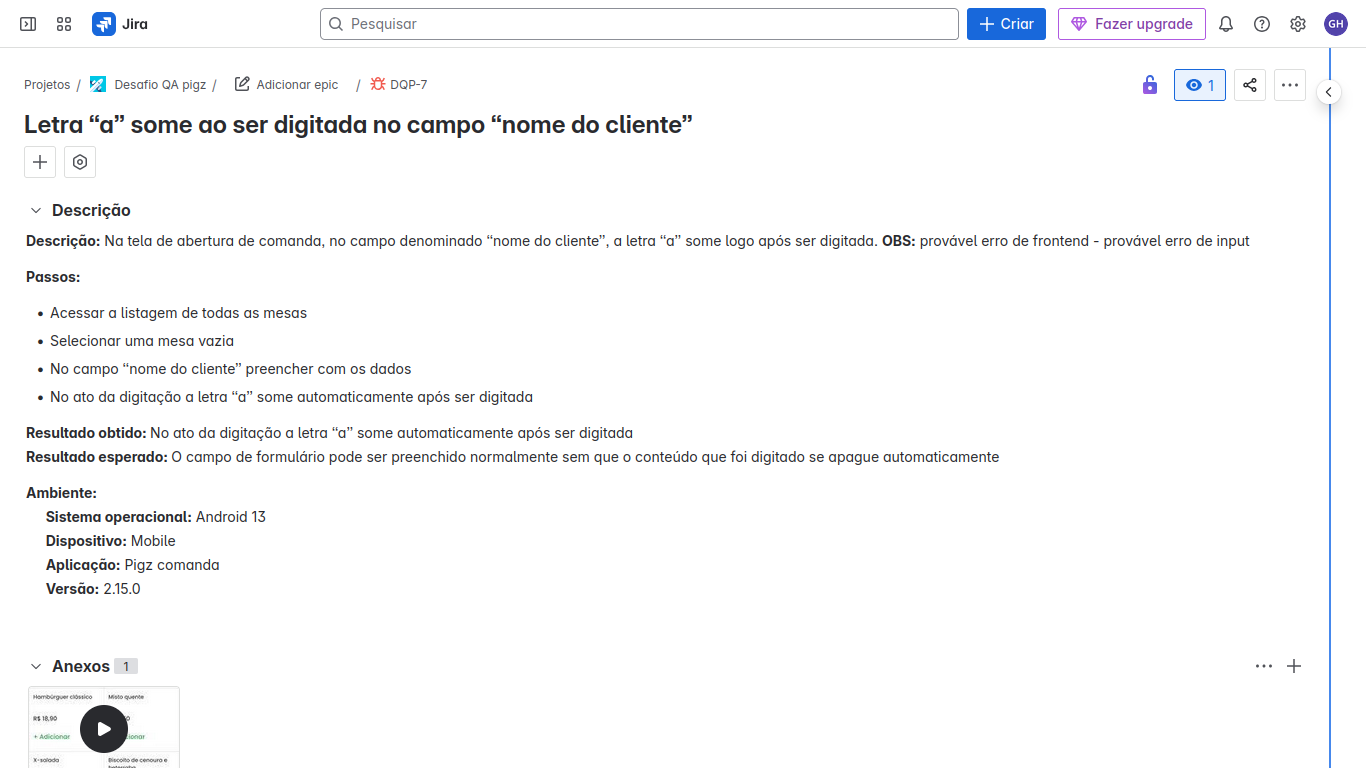 Jira
Pesquisar
Criar
Fazer upgrade
GH
Projetos / Desafio QA pigz / Adicionar epic / DQP-7
1
Letra “a” some ao ser digitada no campo “nome do cliente”
Descrição
Descrição: Na tela de abertura de comanda, no campo denominado “nome do cliente”, a letra “a” some logo após ser digitada. OBS: provável erro de frontend - provável erro de input
Passos:
• Acessar a listagem de todas as mesas
• Selecionar uma mesa vazia
• No campo “nome do cliente” preencher com os dados
• No ato da digitação a letra “a” some automaticamente após ser digitada
Resultado obtido: No ato da digitação a letra “a” some automaticamente após ser digitada
Resultado esperado: O campo de formulário pode ser preenchido normalmente sem que o conteúdo que foi digitado se apague automaticamente
Ambiente:
Sistema operacional: Android 13
Dispositivo: Mobile
Aplicação: Pigz comanda
Versão: 2.15.0
Anexos 1
Hambúrguer clássico Misto quente
R$ 18,90
+ Adicionar
X-salada Biscoito de cenoura e